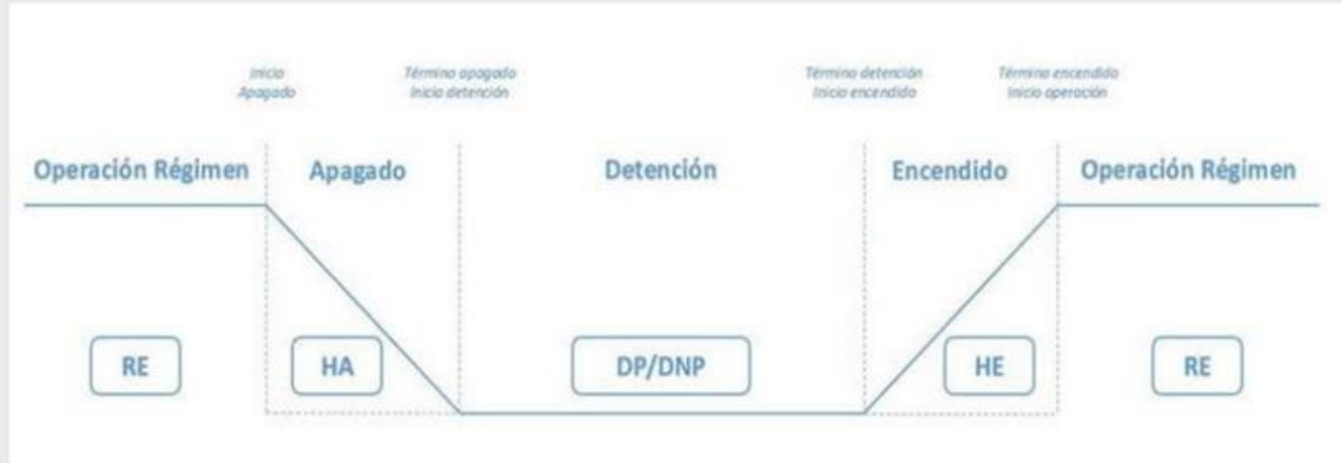 Inicio
Apagado
Término apagado
Inicio detención
Término detención
Inicio encendido
Término encendido
Inicio operación
Operación Régimen
Apagado
Detención
Encendido
Operación Régimen
RE
HA
DP/DNP
HE
RE